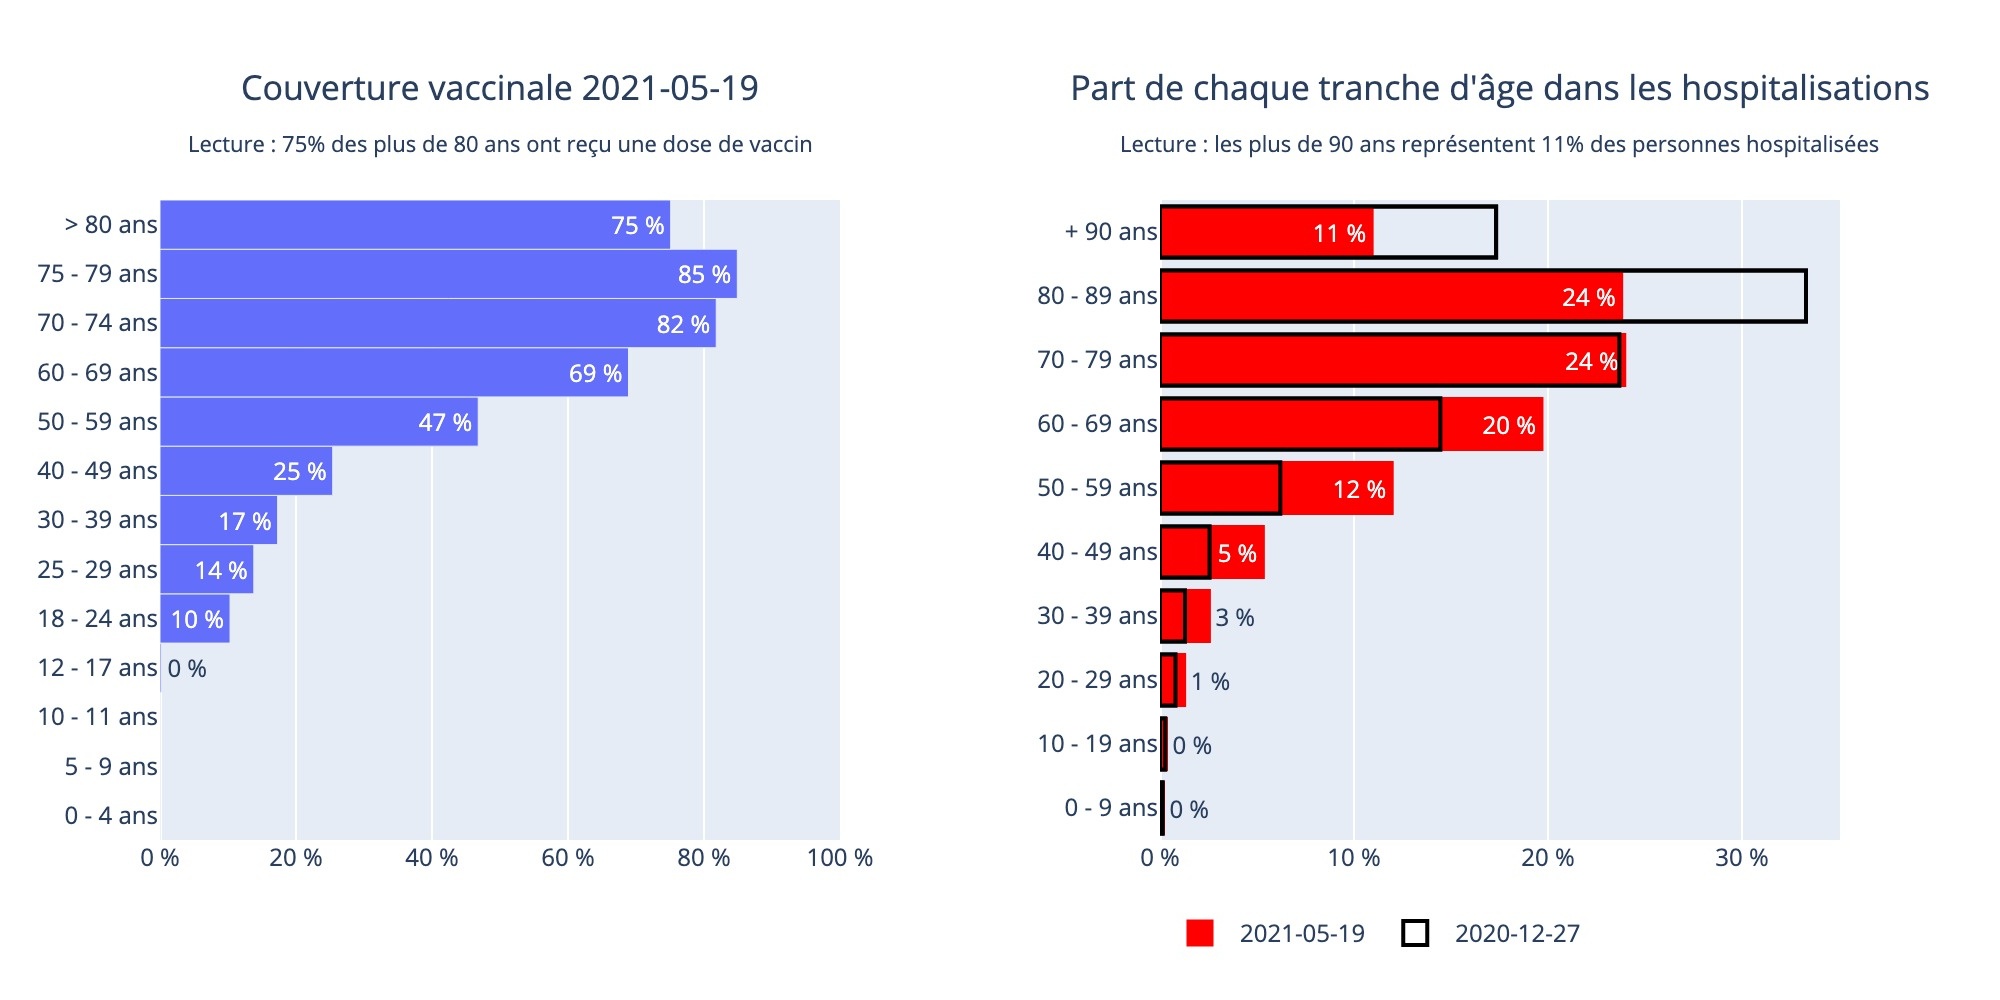 Couverture vaccinale 2021-05-19
Lecture : 75% des plus de 80 ans ont reçu une dose de vaccin
> 80 ans 75 %
75 - 79 ans 85 %
70 - 74 ans 82 %
60 - 69 ans 69 %
50 - 59 ans 47 %
40 - 49 ans 25 %
30 - 39 ans 17 %
25 - 29 ans 14 %
18 - 24 ans 10 %
12 - 17 ans 0 %
10 - 11 ans
5 - 9 ans
0 - 4 ans
0 % 20 % 40 % 60 % 80 % 100 %
Part de chaque tranche d'âge dans les hospitalisations
Lecture : les plus de 90 ans représentent 11% des personnes hospitalisées
+ 90 ans 11 %
80 - 89 ans 24 %
70 - 79 ans 24 %
60 - 69 ans 20 %
50 - 59 ans 12 %
40 - 49 ans 5 %
30 - 39 ans 3 %
20 - 29 ans 1 %
10 - 19 ans 0 %
0 - 9 ans 0 %
0 % 10 % 20 % 30 %
2021-05-19 2020-12-27